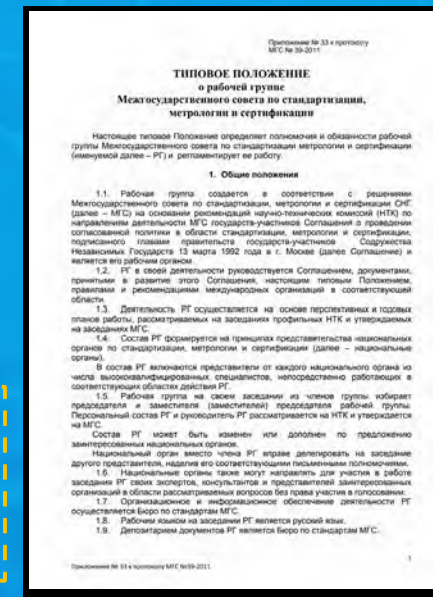 Приложение № 33 к протоколу
МГС № 39-2011
ТИПОВОЕ ПОЛОЖЕНИЕ
о рабочей группе
Межгосударственного совета по стандартизации,
метрологии и сертификации
Настоящее типовое Положение определяет полномочия и обязанности рабочей
группы Межгосударственного совета по стандартизации метрологии и сертификации
(именуемой далее – РГ) и регламентирует ее работу.
1. Общие положения
1.1. Рабочая группа создается в соответствии с решениями
Межгосударственного совета по стандартизации, метрологии и сертификации СНГ
(далее – МГС) на основании рекомендаций научно-технических комиссий (НТК) по
направлениям деятельности МГС государств-участников Соглашения о проведении
согласованной политики в области стандартизации, метрологии и сертификации,
подписанного главами правительств государств-участников Содружества
Независимых Государств 13 марта 1992 года в г. Москве (далее Соглашение) и
является его рабочим органом.
1.2. РГ в своей деятельности руководствуется Соглашением, документами,
принятыми в развитие этого Соглашения, настоящим типовым Положением,
правилами и рекомендациями международных организаций в соответствующей
области.
1.3. Деятельность РГ осуществляется на основе перспективных и годовых
планов работы, рассматриваемых на заседаниях профильных НТК и утверждаемых
на заседаниях МГС.
1.4. Состав РГ формируется на принципах представительства национальных
органов по стандартизации, метрологии и сертификации (далее – национальные
органы).
В состав РГ включаются представители от каждого национального органа из
числа высококвалифицированных специалистов, непосредственно работающих в
соответствующих областях действия РГ.
1.5. Рабочая группа на своем заседании из членов группы избирает
председателя и заместителя (заместителей) председателя рабочей группы.
Персональный состав РГ и руководитель РГ рассматривается на НТК и утверждается
на МГС.
Состав РГ может быть изменен или дополнен по предложению
заинтересованных национальных органов.
Национальный орган вместо члена РГ вправе делегировать на заседание
другого представителя, наделив его соответствующими письменными полномочиями.
1.6. Национальные органы также могут направлять для участия в работе
заседания РГ своих экспертов, консультантов и представителей заинтересованных
организаций в области рассматриваемых вопросов без права участия в голосовании.
1.7. Организационное и информационное обеспечение деятельности РГ
осуществляется Бюро по стандартам МГС.
1.8. Рабочим языком на заседании РГ является русский язык.
1.9. Депозитарием документов РГ является Бюро по стандартам МГС.
1
Приложение № 33 к протоколу МГС №39-2011